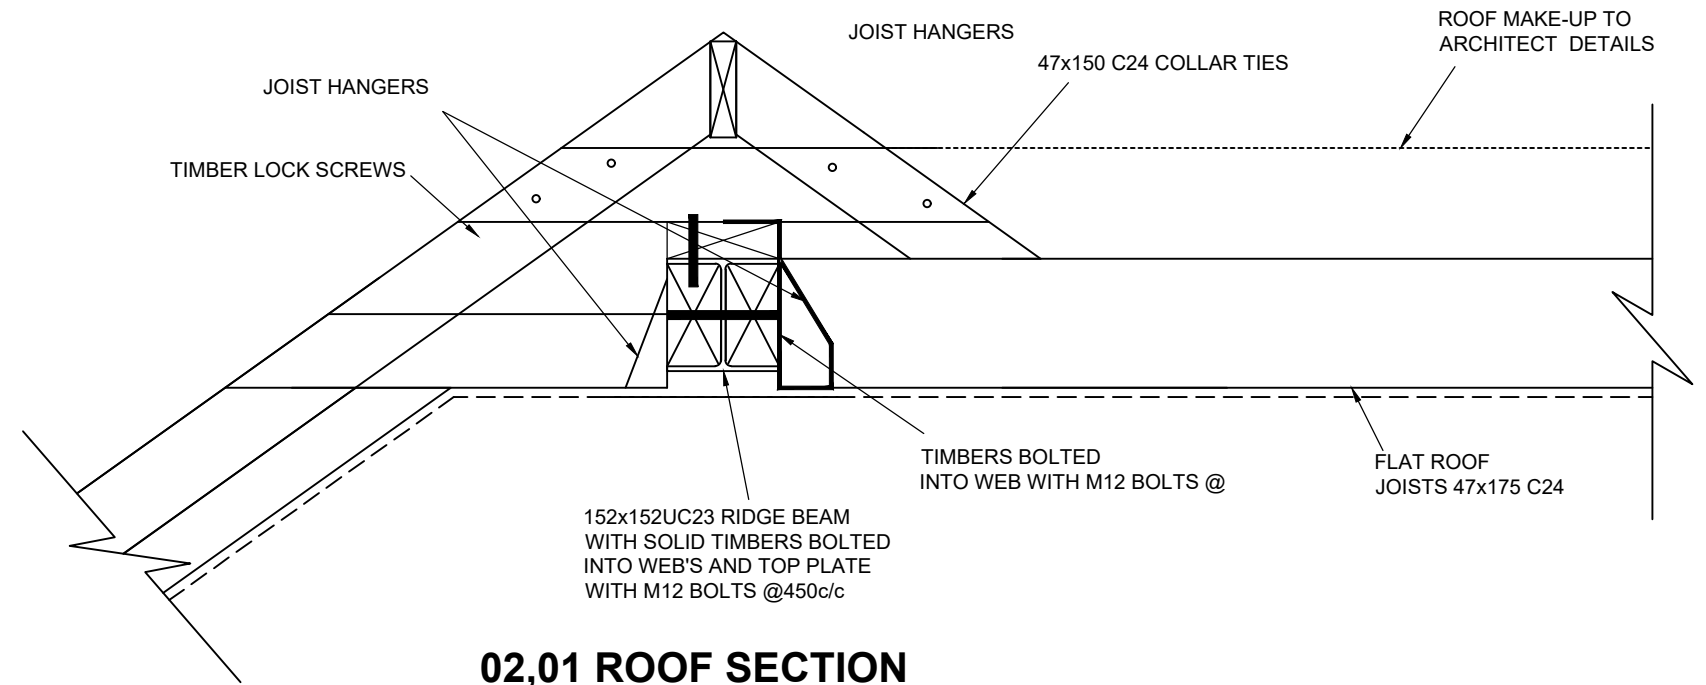 ROOF MAKE-UP TO
ARCHITECT DETAILS
JOIST HANGERS
47x150 C24 COLLAR TIES
JOIST HANGERS
TIMBER LOCK SCREWS
TIMBERS BOLTED
INTO WEB WITH M12 BOLTS @
FLAT ROOF
JOISTS 47x175 C24
152x152UC23 RIDGE BEAM
WITH SOLID TIMBERS BOLTED
INTO WEB'S AND TOP PLATE
WITH M12 BOLTS @450c/c
02,01 ROOF SECTION